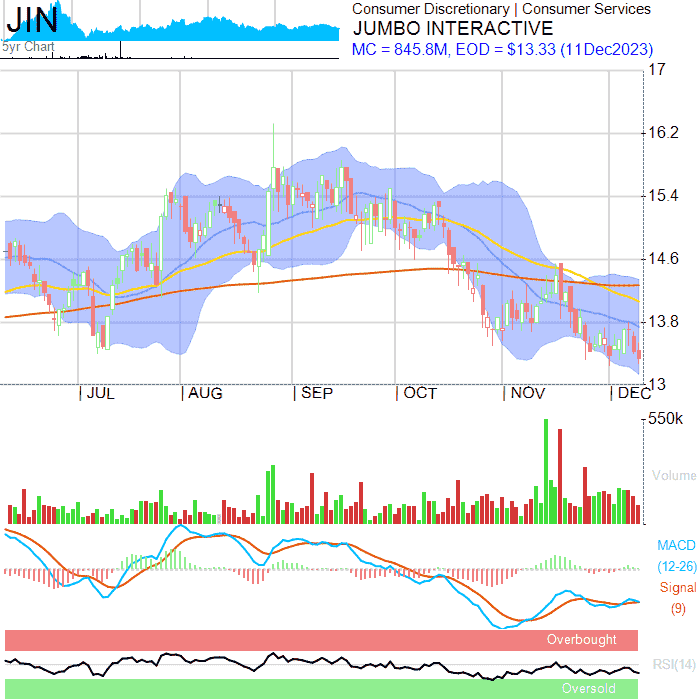 JIN
5yr Chart
Consumer Discretionary | Consumer Services
JUMBO INTERACTIVE
MC = 845.8M, EOD = $13.33 (11Dec2023)
17
16.2
15.4
14.6
13.8
13
JUL
AUG
SEP
OCT
NOV
DEC
550k
Volume
MACD
(12-26)
Signal
(9)
Overbought
RSI(14)
Oversold